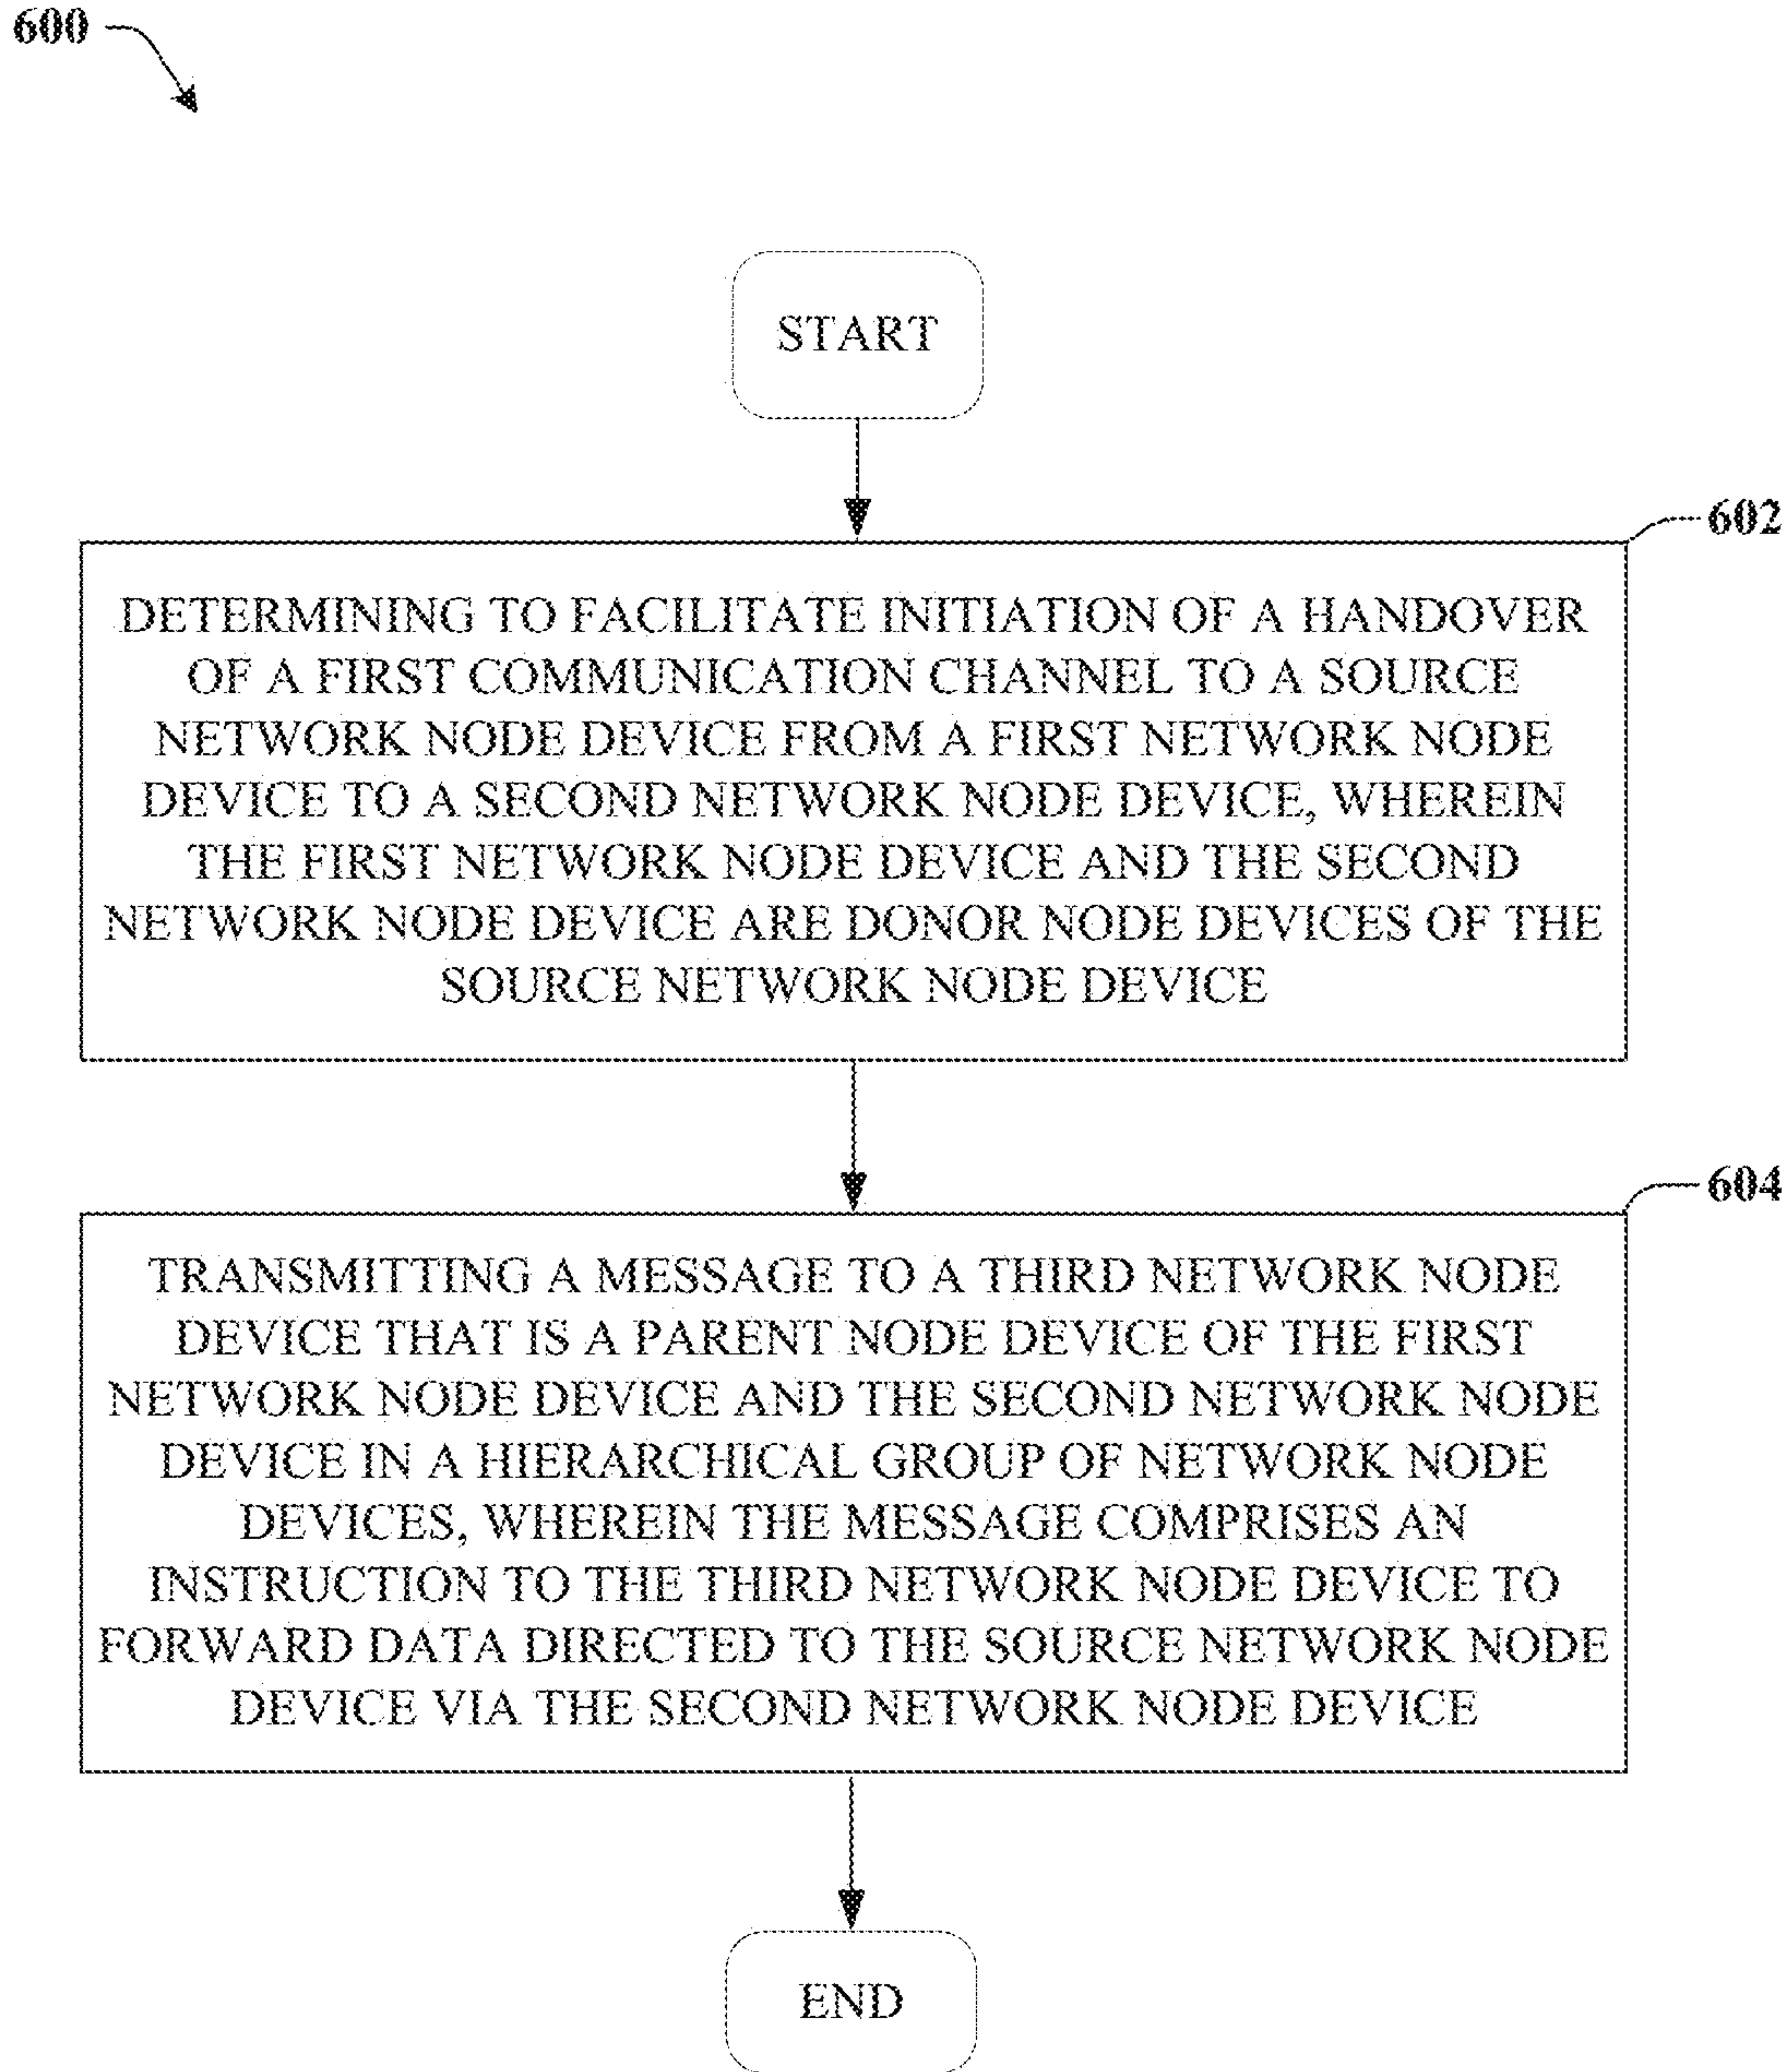 600
START
602
DETERMINING TO FACILITATE INITIATION OF A HANDOVER
OF A FIRST COMMUNICATION CHANNEL TO A SOURCE
NETWORK NODE DEVICE FROM A FIRST NETWORK NODE
DEVICE TO A SECOND NETWORK NODE DEVICE, WHEREIN
THE FIRST NETWORK NODE DEVICE AND THE SECOND
NETWORK NODE DEVICE ARE DONOR NODE DEVICES OF THE
SOURCE NETWORK NODE DEVICE
604
TRANSMITTING A MESSAGE TO A THIRD NETWORK NODE
DEVICE THAT IS A PARENT NODE DEVICE OF THE FIRST
NETWORK NODE DEVICE AND THE SECOND NETWORK NODE
DEVICE IN A HIERARCHICAL GROUP OF NETWORK NODE
DEVICES, WHEREIN THE MESSAGE COMPRISES AN
INSTRUCTION TO THE THIRD NETWORK NODE DEVICE TO
FORWARD DATA DIRECTED TO THE SOURCE NETWORK NODE
DEVICE VIA THE SECOND NETWORK NODE DEVICE
END